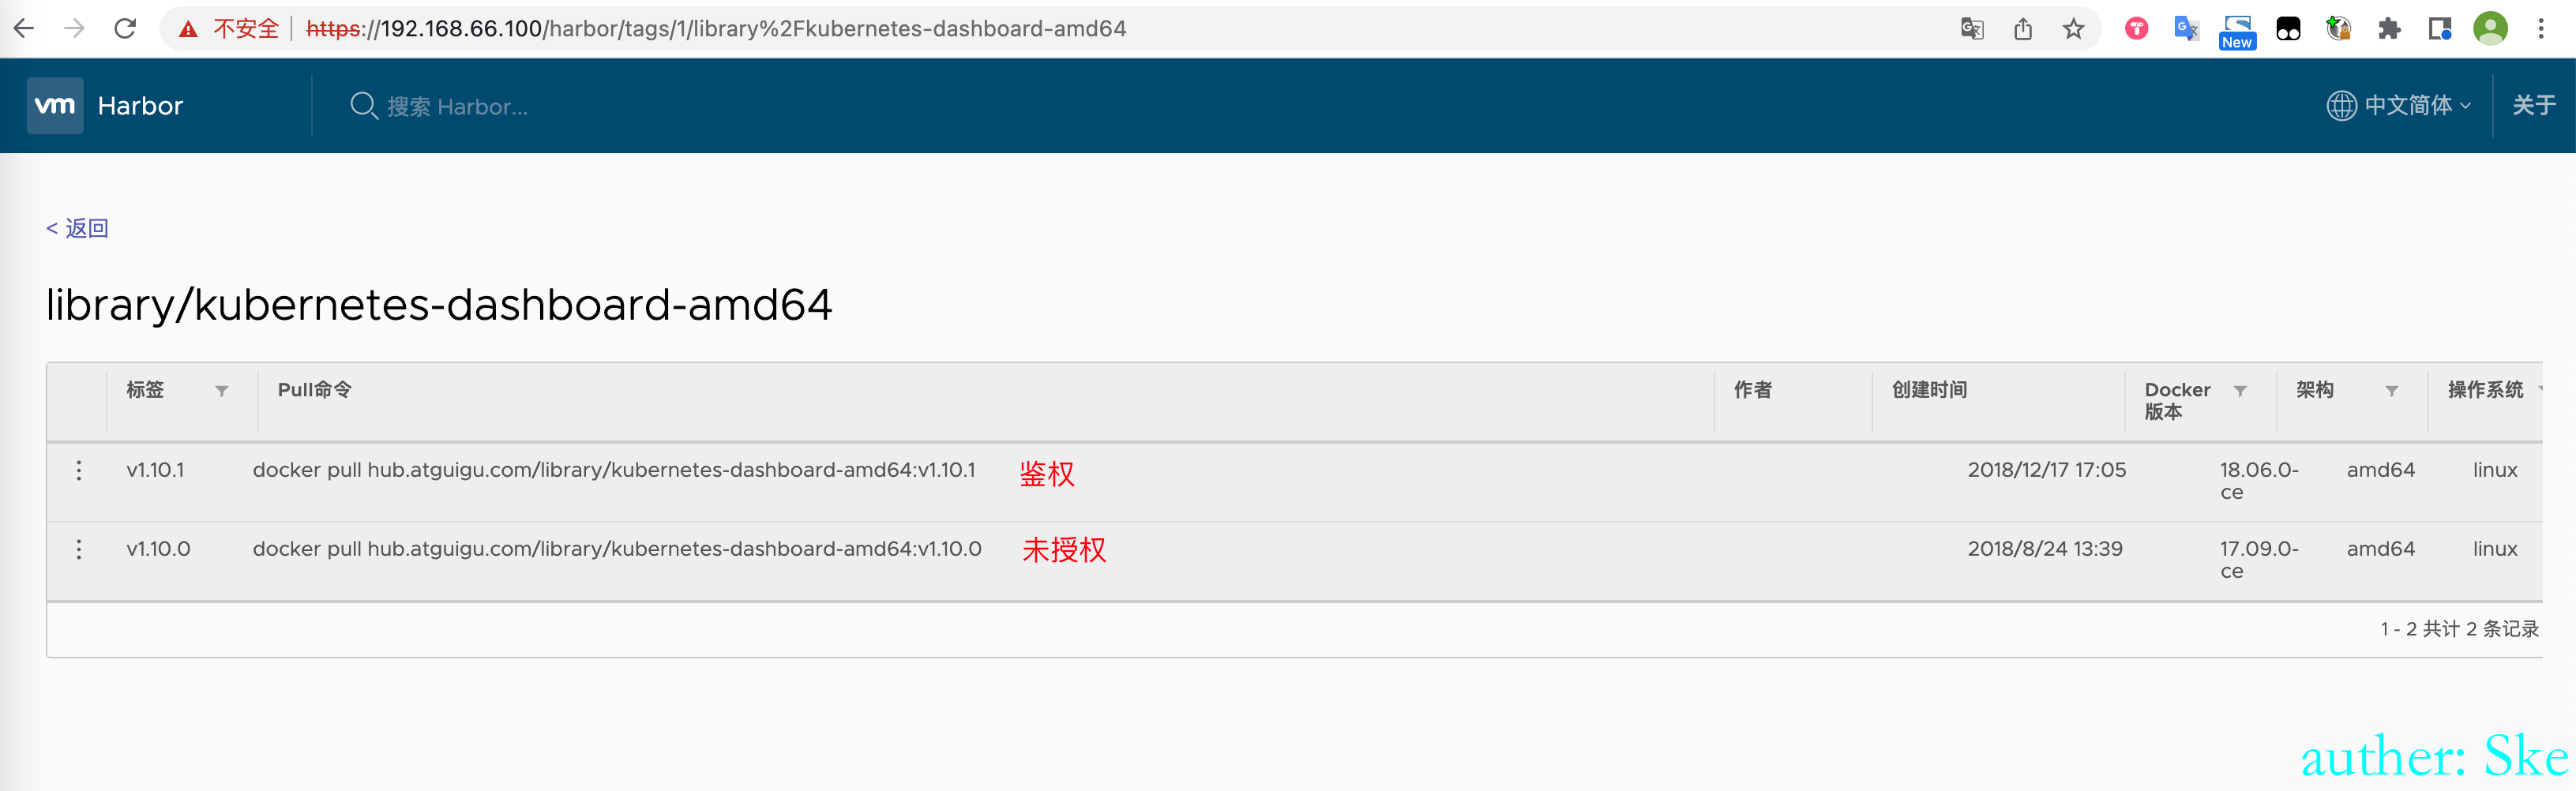 不安全 https://192.168.66.100/harbor/tags/1/library%2Fkubernetes-dashboard-amd64
New
vm Harbor 搜索 Harbor... 中文简体 关于
< 返回
library/kubernetes-dashboard-amd64
标签 Pull命令 作者 创建时间 Docker 架构 操作系统
版本
v1.10.1 docker pull hub.atguigu.com/library/kubernetes-dashboard-amd64:v1.10.1 鉴权 2018/12/17 17:05 18.06.0- amd64 linux
ce
v1.10.0 docker pull hub.atguigu.com/library/kubernetes-dashboard-amd64:v1.10.0 未授权 2018/8/24 13:39 17.09.0- amd64 linux
ce
1 - 2 共计 2 条记录
auther: Ske